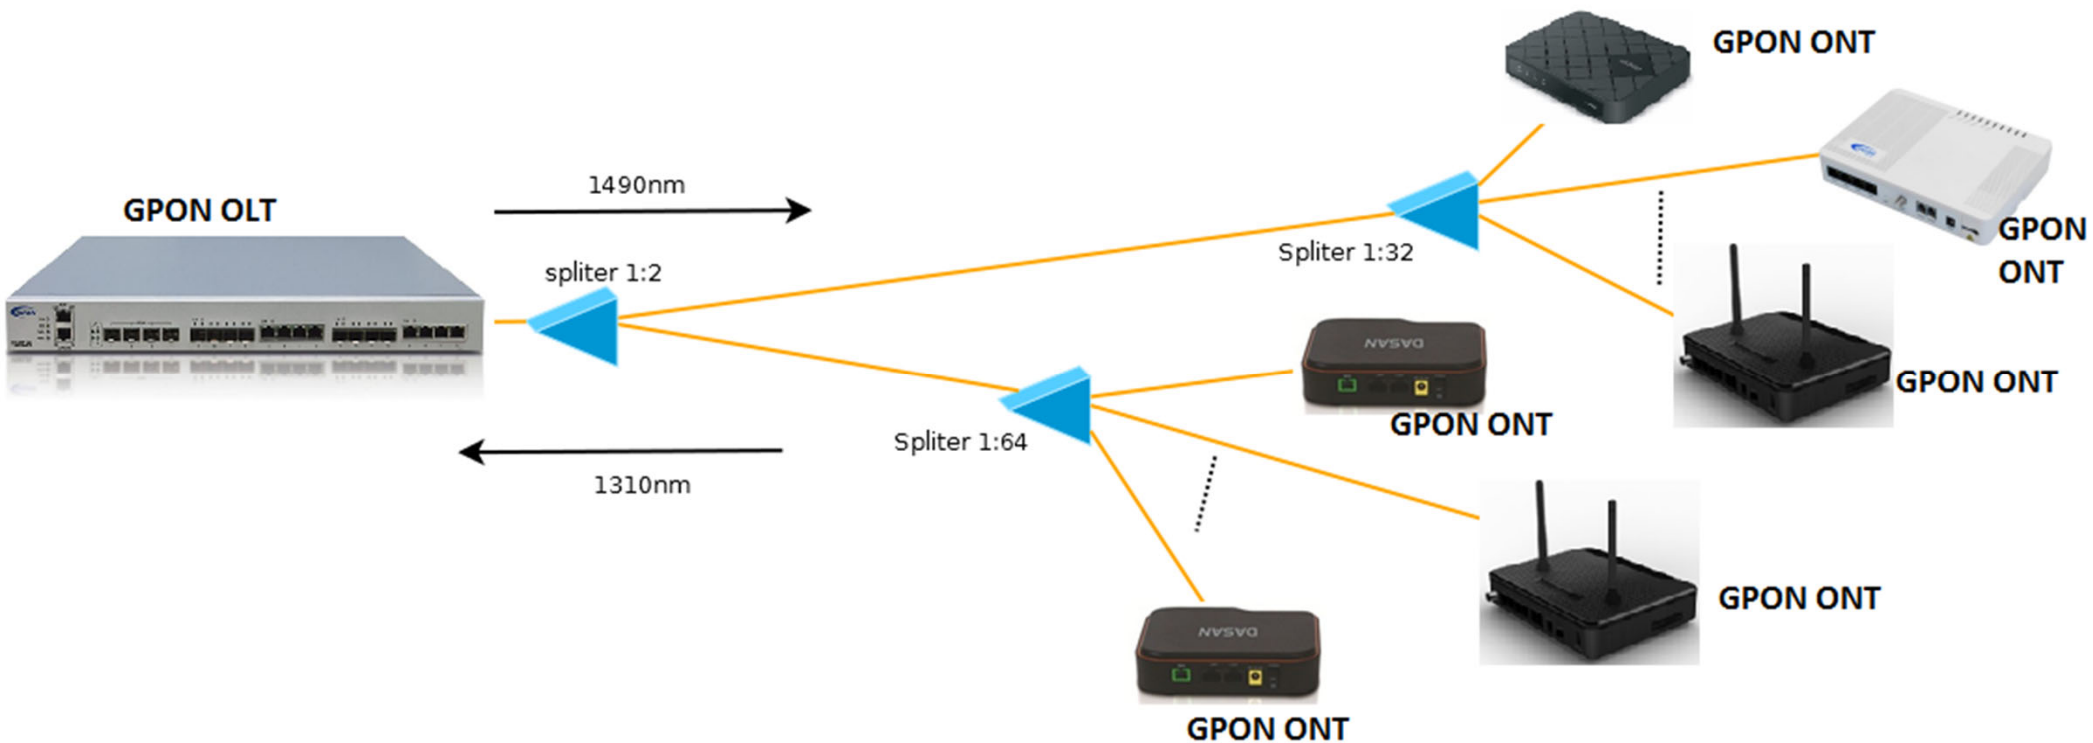 GPON ONT
GPON OLT
1490nm
spliter 1:2
Spliter 1:32
GPON
ONT
DASAN
GPON ONT
GPON ONT
Spliter 1:64
1310nm
GPON ONT
DASAN
GPON ONT